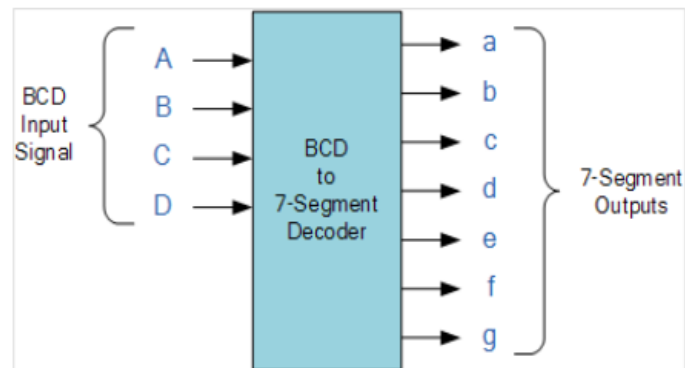 BCD
Input
Signal
A
B
C
D
BCD
to
7-Segment
Decoder
a
b
c
d
e
f
g
7-Segment
Outputs